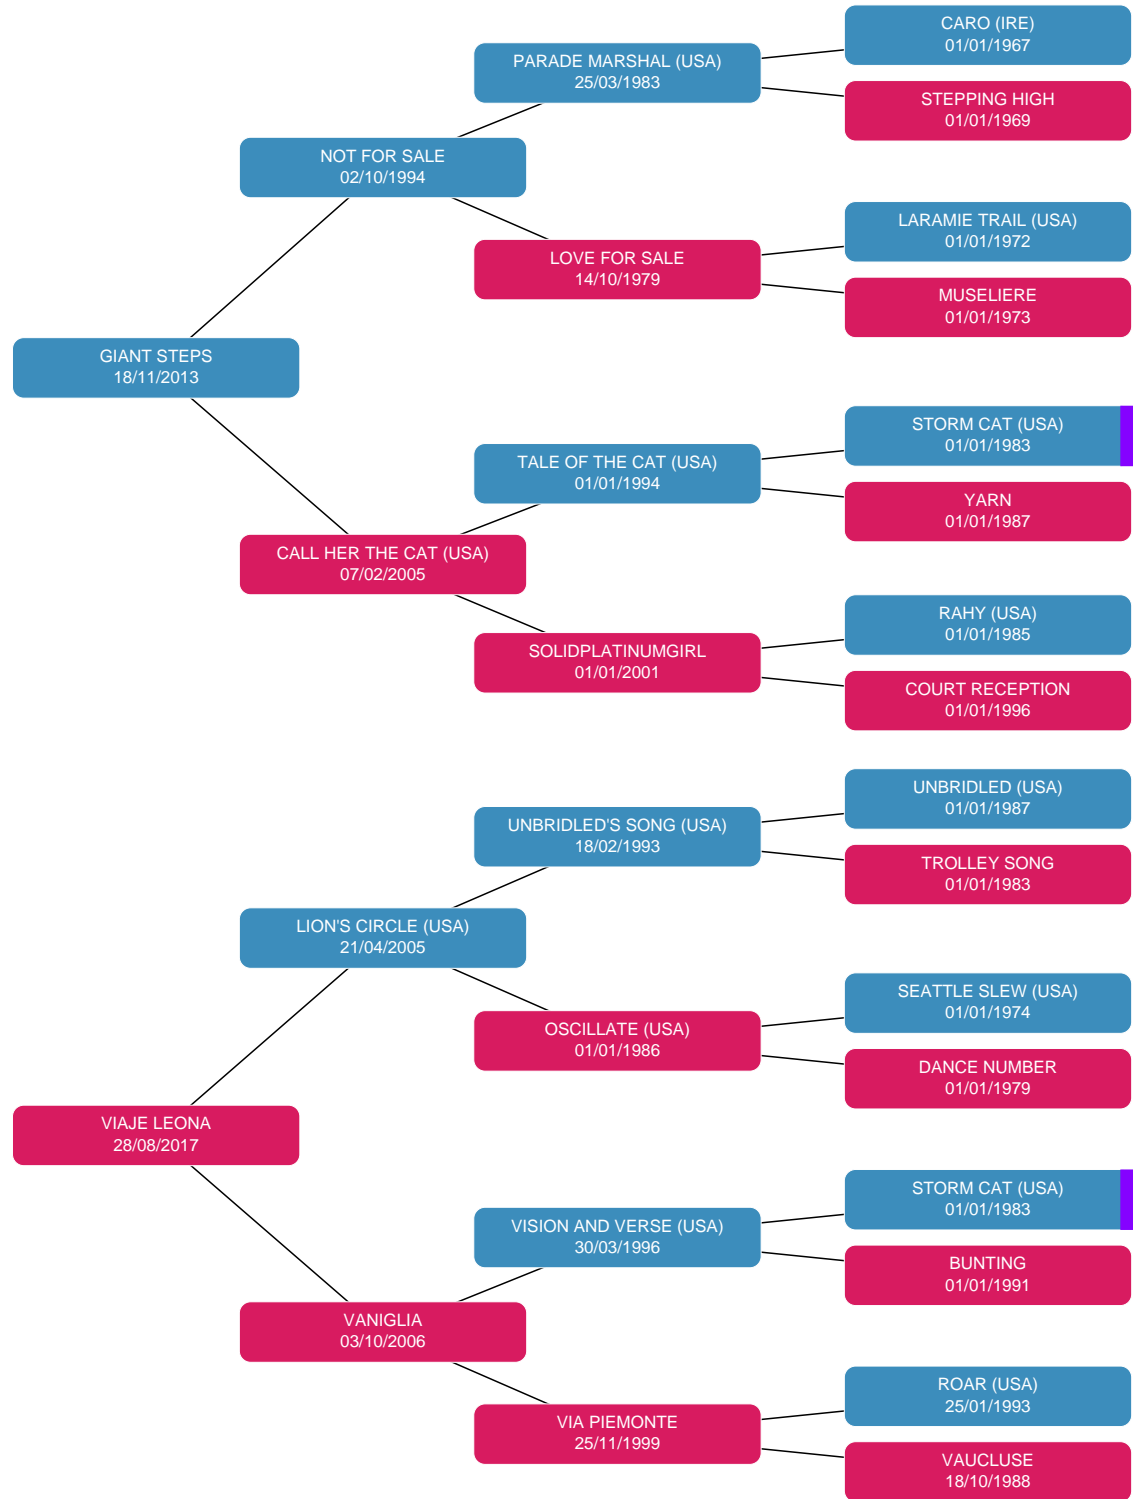 CARO (IRE)
01/01/1967
PARADE MARSHAL (USA)
25/03/1983
STEPPING HIGH
01/01/1969
NOT FOR SALE
02/10/1994
LARAMIE TRAIL (USA)
01/01/1972
LOVE FOR SALE
14/10/1979
MUSELIERE
01/01/1973
GIANT STEPS
18/11/2013
STORM CAT (USA)
01/01/1983
TALE OF THE CAT (USA)
01/01/1994
YARN
01/01/1987
CALL HER THE CAT (USA)
07/02/2005
RAHY (USA)
01/01/1985
SOLIDPLATINUMGIRL
01/01/2001
COURT RECEPTION
01/01/1996
UNBRIDLED (USA)
01/01/1987
UNBRIDLED'S SONG (USA)
18/02/1993
TROLLEY SONG
01/01/1983
LION'S CIRCLE (USA)
21/04/2005
SEATTLE SLEW (USA)
01/01/1974
OSCILLATE (USA)
01/01/1986
DANCE NUMBER
01/01/1979
VIAJE LEONA
28/08/2017
STORM CAT (USA)
01/01/1983
VISION AND VERSE (USA)
30/03/1996
BUNTING
01/01/1991
VANIGLIA
03/10/2006
ROAR (USA)
25/01/1993
VIA PIEMONTE
25/11/1999
VAUCLUSE
18/10/1988